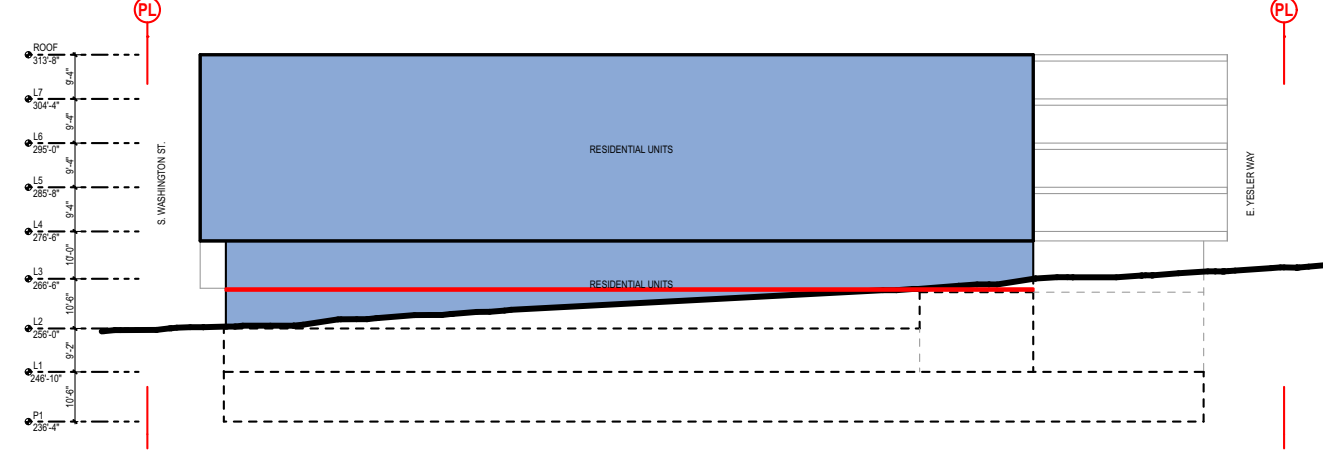 PL
PL
ROOF
313'-8"
9'-4"
L7
304'-4"
9'-4"
L6
295'-0"
9'-4"
L5
285'-8"
9'-4"
L4
276'-6"
10'-0"
L3
266'-6"
10'-6"
L2
256'-0"
9'-2"
L1
246'-10"
10'-6"
P1
236'-4"
S. WASHINGTON ST.
RESIDENTIAL UNITS
RESIDENTIAL UNITS
E. YESLER WAY